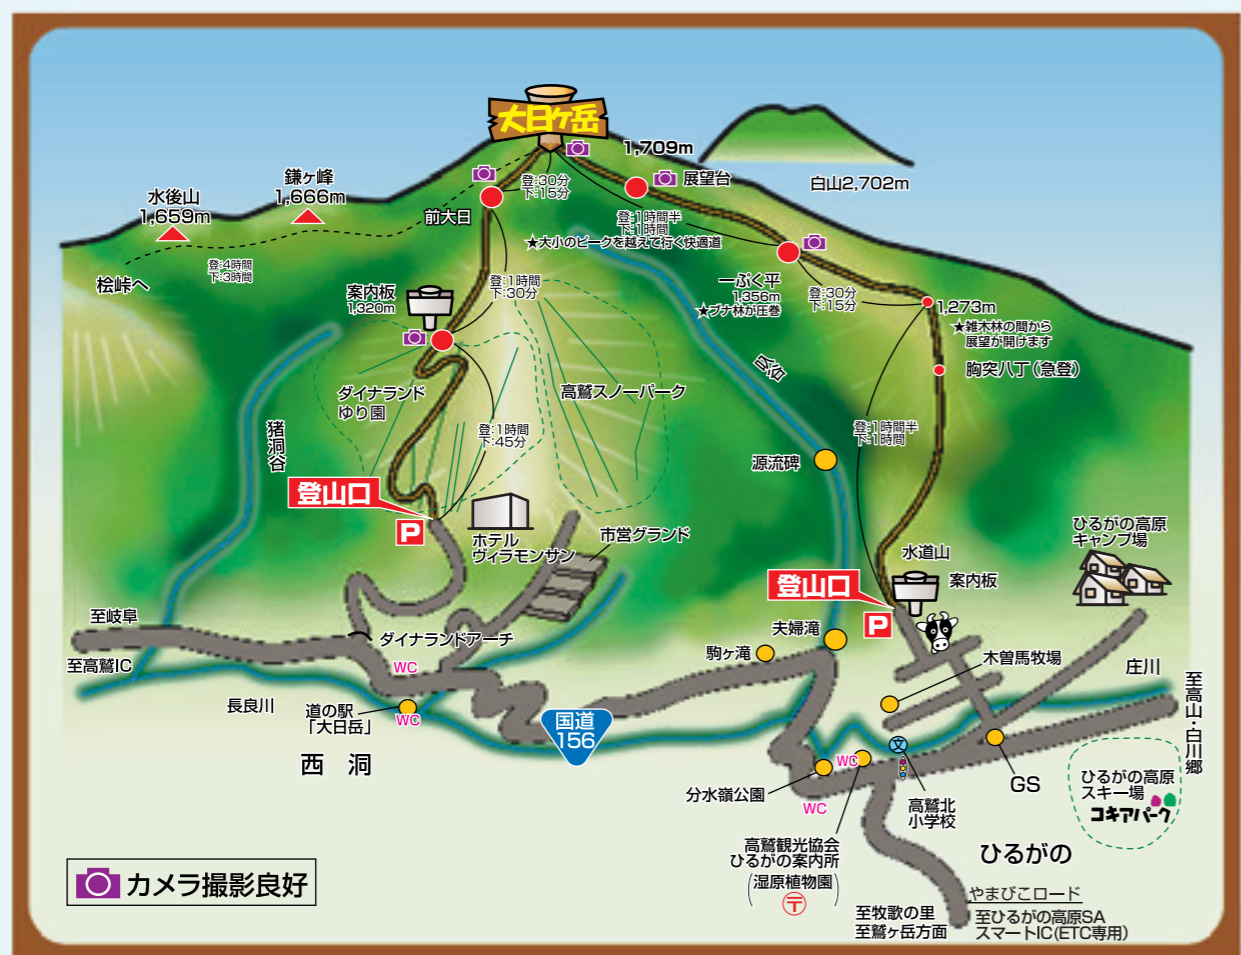 大日ケ岳
1,709m
展望台
白山2,702m
鎌ヶ峰
1,666m
水後山
1,659m
桧峠へ
登:4時間
下:3時間
前大日
登:30分
下:15分
登:1時間半
下:1時間
★大小のピークを越えて行く快適道
一ぷく平
1,356m
★ブナ林が圧巻
登:30分
下:15分
1,273m
★雑木林の間から
展望が開けます
胸突八丁(急登)
案内板
1,320m
登:1時間
下:30分
ダイナランド
ゆり園
高鷲スノーパーク
登:1時間
下:45分
猪洞谷
登山口
P
ホテル
ヴィラモンサン
市営グランド
源流碑
登:1時間半
下:1時間
水道山
案内板
登山口
P
ひるがの高原
キャンプ場
至岐阜
至高鷲IC
ダイナランドアーチ
WC
長良川
道の駅
「大日岳」
WC
西 洞
国道
156
駒ヶ滝
夫婦滝
木曽馬牧場
庄川
至高山・白川郷
文
GS
分水嶺公園
WC
WC
高鷲北
小学校
高鷲観光協会
ひるがの案内所
(湿原植物園)
〒
ひるがの高原
スキー場
コキアパーク
ひるがの
やまびこロード
至牧歌の里
至鷲ヶ岳方面
至ひるがの高原SA
スマートIC(ETC専用)
カメラ撮影良好